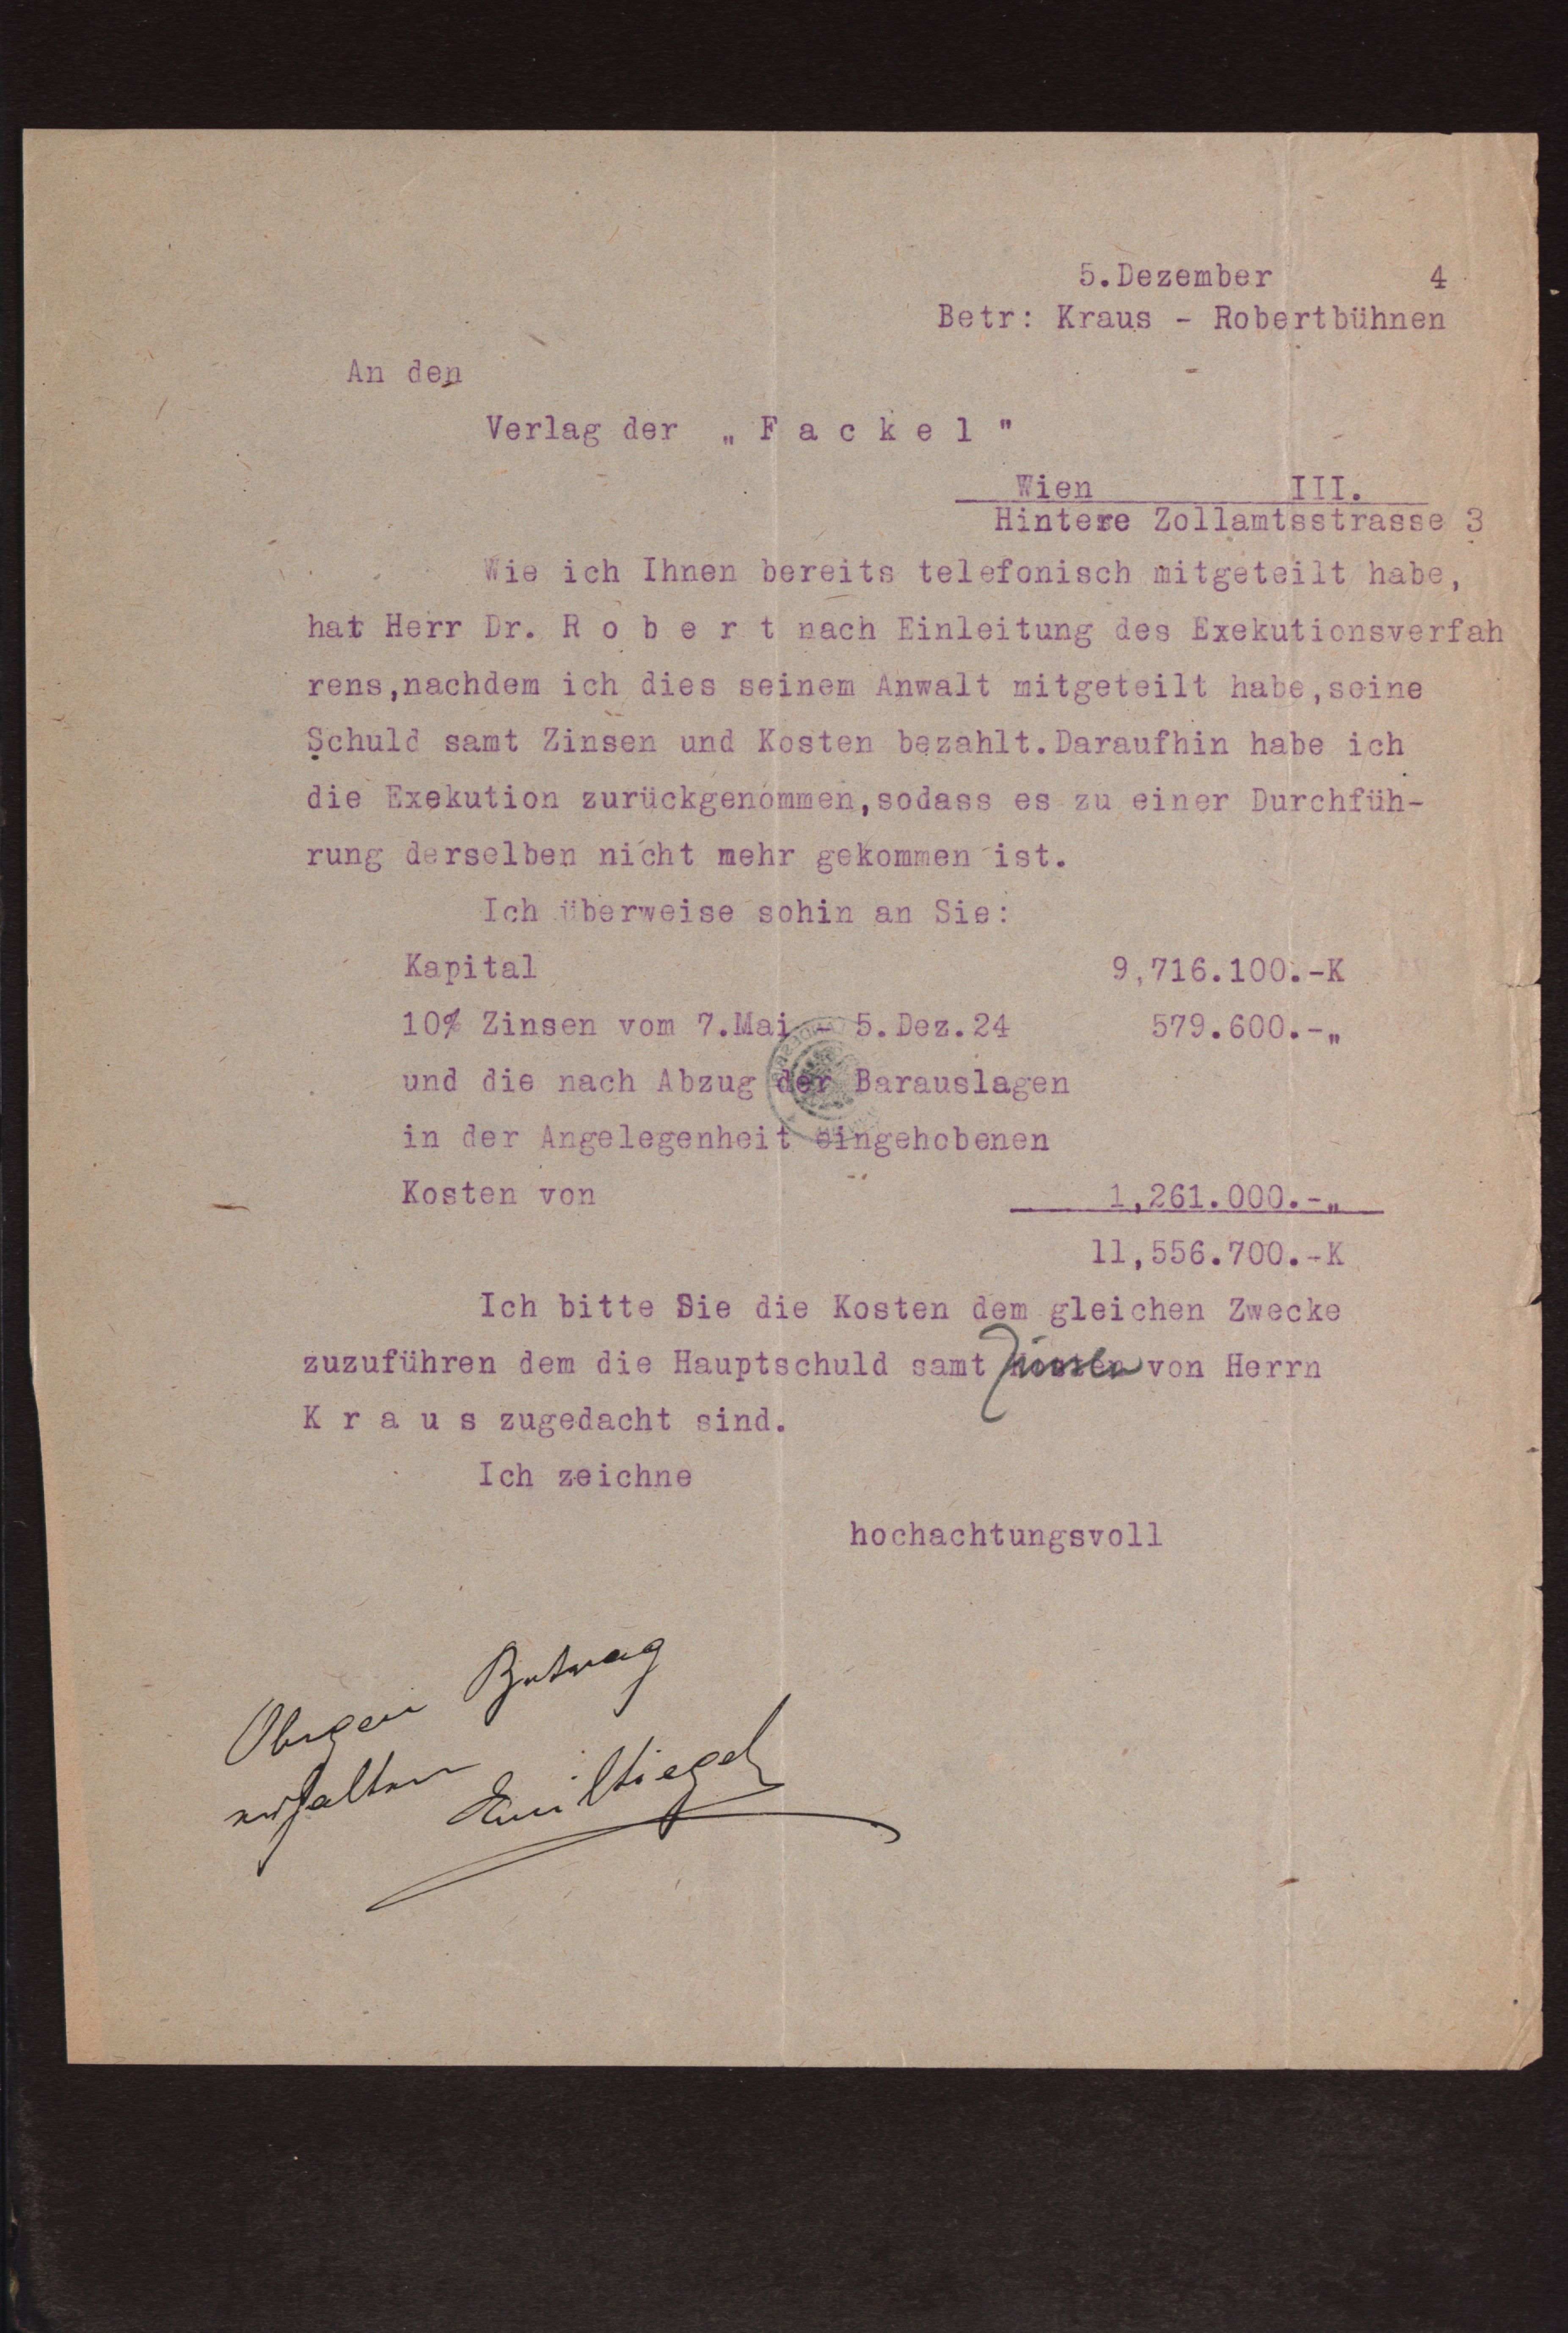 5.Dezember 4
Betr: Kraus - Robertbühnen
An den
Verlag der „ F a c k e l "
Wien III.
Hintere Zollamtsstrasse 3
Wie ich Ihnen bereits telefonisch mitgeteilt habe,
hat Herr Dr. R o b e r t nach Einleitung des Exekutionsverfah
rens,nachdem ich dies seinem Anwalt mitgeteilt habe,seine
Schuld samt Zinsen und Kosten bezahlt.Daraufhin habe ich
die Exekution zurückgenommen,sodass es zu einer Durchfüh-
rung derselben nicht mehr gekommen ist.
Ich überweise sohin an Sie:
Kapital 9,716.100.-K
10% Zinsen vom 7.Mai - 5.Dez.24 579.600.-„
und die nach Abzug der Barauslagen
in der Angelegenheit eingehobenen
Kosten von 1,261.000.-„
11,556.700.-K
Ich bitte Sie die Kosten dem gleichen Zwecke
zuzuführen dem die Hauptschuld samt Zinsen von Herrn
K r a u s zugedacht sind.
Ich zeichne
hochachtungsvoll
Obigen Betrag
erhalten